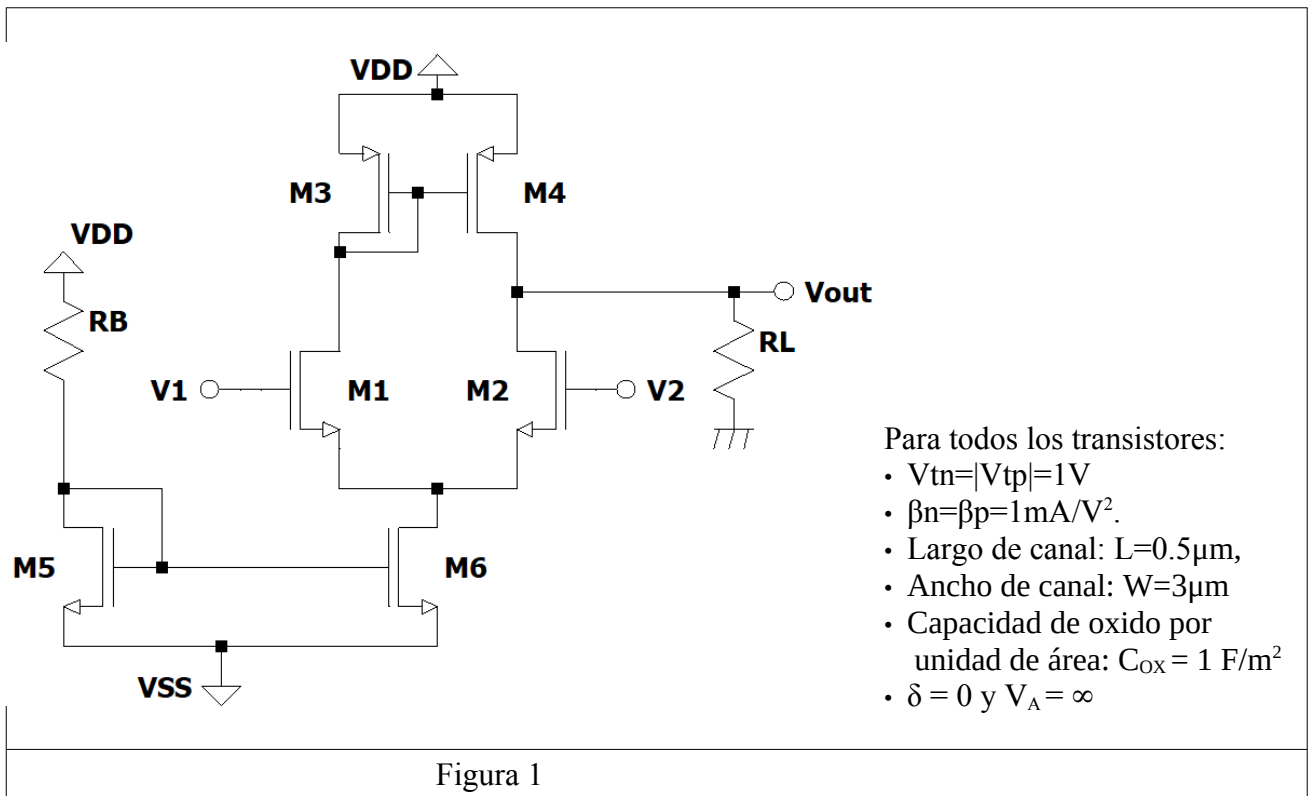 VDD
M3
M4
VDD
RB
Vout
RL
V1
M1
M2
V2
M5
M6
VSS
Para todos los transistores:
• Vtn=|Vtp|=1V
• βn=βp=1mA/V².
• Largo de canal: L=0.5μm,
• Ancho de canal: W=3μm
• Capacidad de oxido por
unidad de área: COX = 1 F/m²
• δ = 0 y VA = ∞
Figura 1